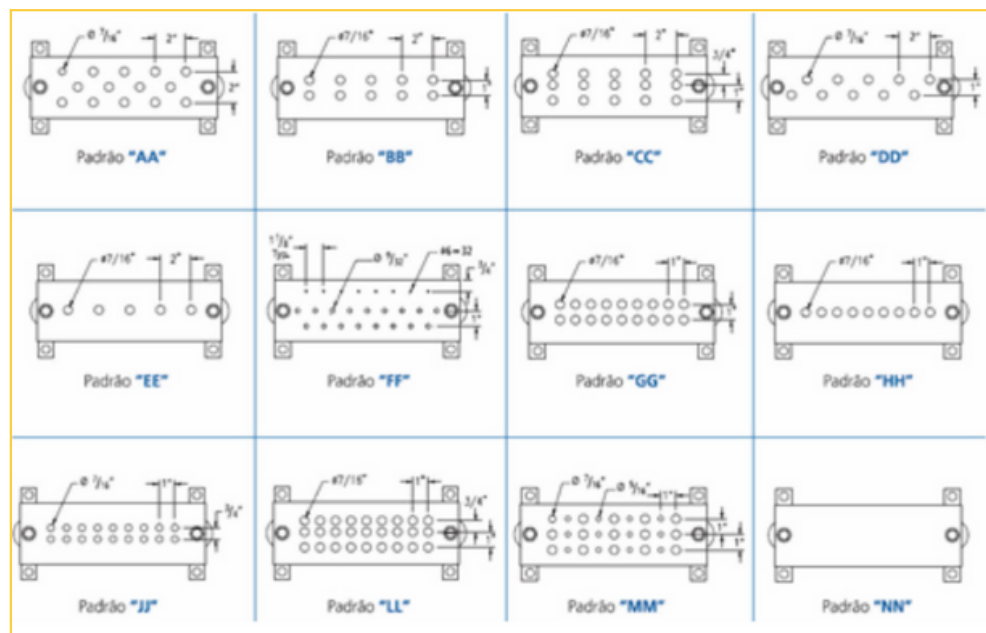 Ø 7/16" 2"
2"
Padrão "AA"
ø7/16" 2"
1"
Padrão "BB"
ø7/16" 2"
3/4"
1"
Padrão "CC"
Ø 7/16" 2"
1"
Padrão "DD"
ø7/16" 2"
Padrão "EE"
1 1/8"
Ø 9/32" #6-32
3/4"
1"
Padrão "FF"
ø7/16" 1"
1"
Padrão "GG"
ø7/16" 1"
Padrão "HH"
Ø 7/16" 1"
3/4"
Padrão "JJ"
ø7/16" 1"
3/4"
1"
Padrão "LL"
Ø 7/16" Ø 5/16" 1"
1"
1"
Padrão "MM"
Padrão "NN"